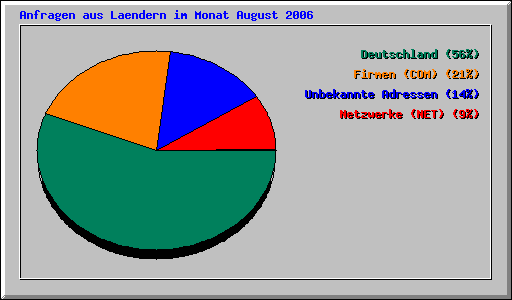 Anfragen aus Laendern im Monat August 2006
Deutschland (56%)
Firmen (COM) (21%)
Unbekannte Adressen (14%)
Netzwerke (NET) (9%)